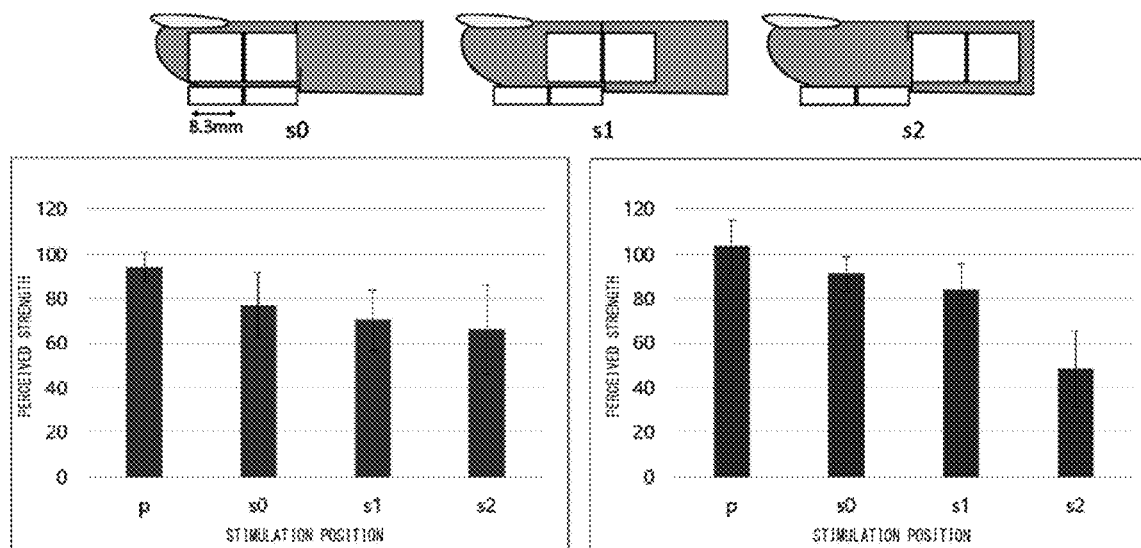 8.3mm
s0
s1
s2
PERCEIVED STRENGTH
120
100
80
60
40
20
0
p
s0
s1
s2
STIMULATION POSITION
PERCEIVED STRENGTH
120
100
80
60
40
20
0
p
s0
s1
s2
STIMULATION POSITION